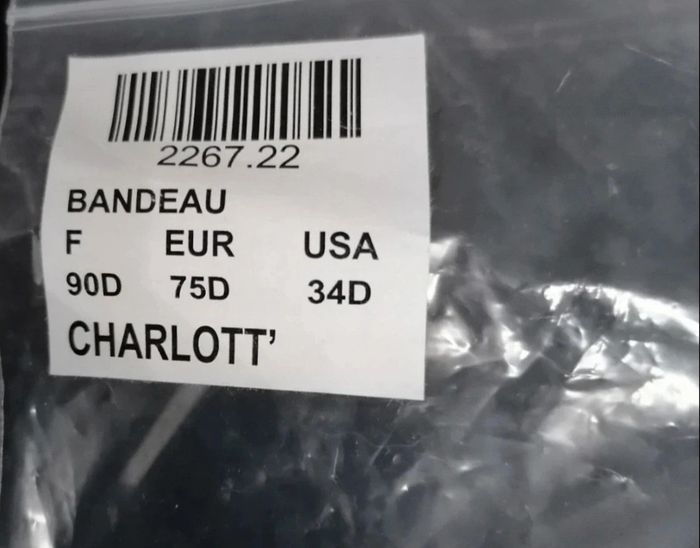 2267.22
BANDEAU
F EUR USA
90D 75D 34D
CHARLOTT’